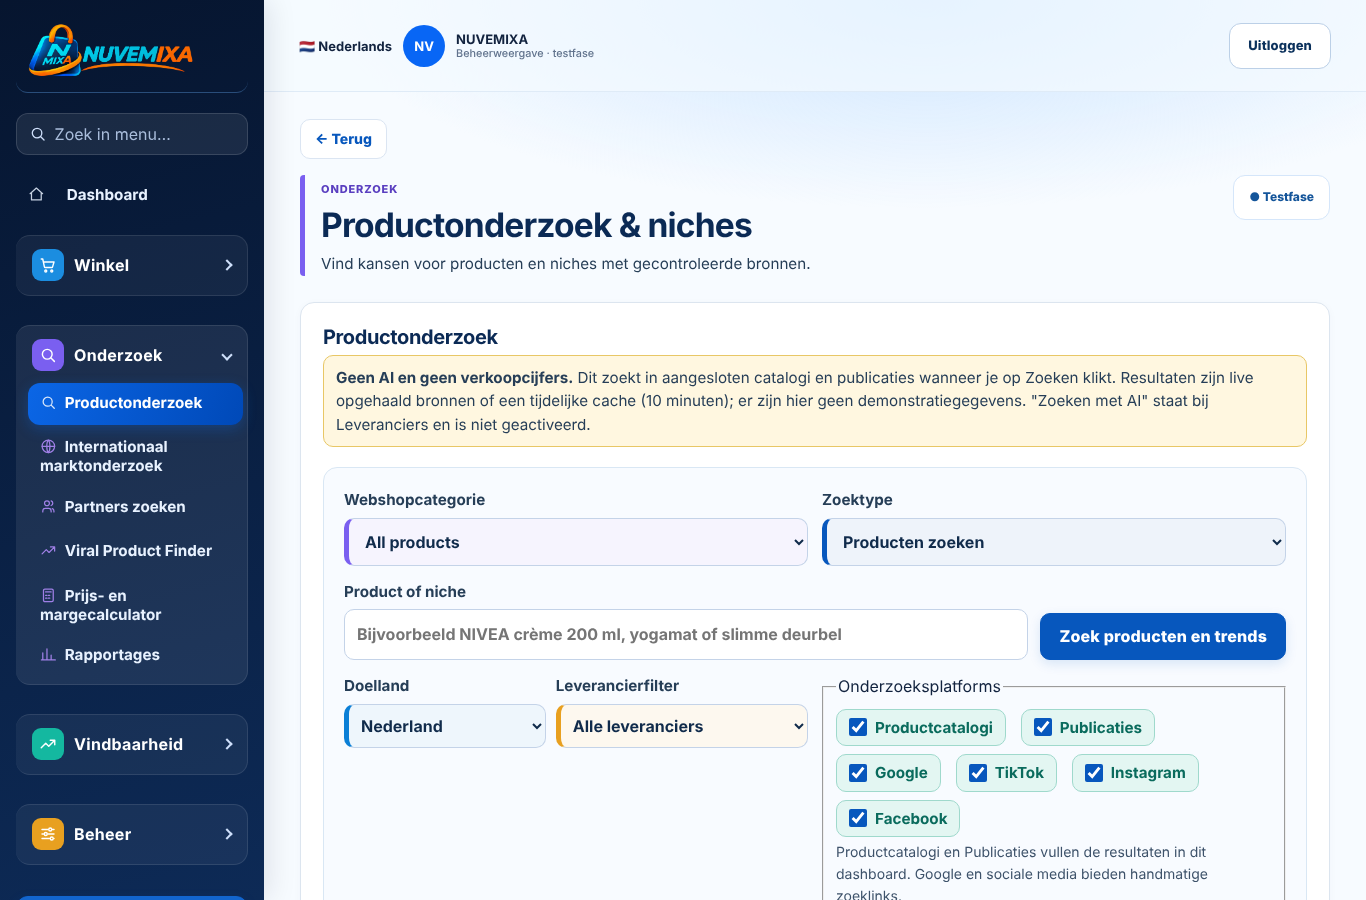 NUVEMIXA
N
MIXA
Zoek in menu...
Dashboard
Winkel
Onderzoek
Productonderzoek
Internationaal
marktonderzoek
Partners zoeken
Viral Product Finder
Prijs- en
margecalculator
Rapportages
Vindbaarheid
Beheer
Nederlands
NV
NUVEMIXA
Beheerweergave · testfase
Uitloggen
← Terug
ONDERZOEK
Productonderzoek & niches
Vind kansen voor producten en niches met gecontroleerde bronnen.
Testfase
Productonderzoek
Geen AI en geen verkoopcijfers. Dit zoekt in aangesloten catalogi en publicaties wanneer je op Zoeken klikt. Resultaten zijn live
opgehaald bronnen of een tijdelijke cache (10 minuten); er zijn hier geen demonstratiegegevens. "Zoeken met AI" staat bij
Leveranciers en is niet geactiveerd.
Webshopcategorie
All products
Zoektype
Producten zoeken
Product of niche
Bijvoorbeeld NIVEA crème 200 ml, yogamat of slimme deurbel
Zoek producten en trends
Doelland
Nederland
Leverancierfilter
Alle leveranciers
Onderzoeksplatforms
Productcatalogi
Publicaties
Google
TikTok
Instagram
Facebook
Productcatalogi en Publicaties vullen de resultaten in dit
dashboard. Google en sociale media bieden handmatige
zoeklinks.